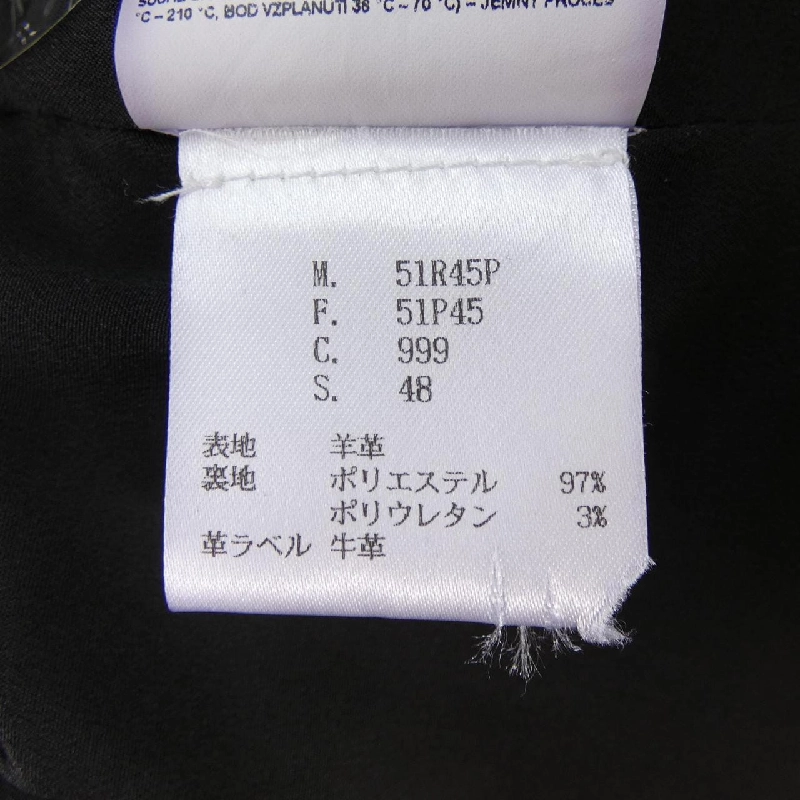 °C – 210 °C, BOD VZPLANUTÍ 38 °C ~ 70 °C) – JEMNÝ PROCES
M. 51R45P
F. 51P45
C. 999
S. 48
表地 羊革
裏地 ポリエステル 97%
ポリウレタン 3%
革ラベル 牛革